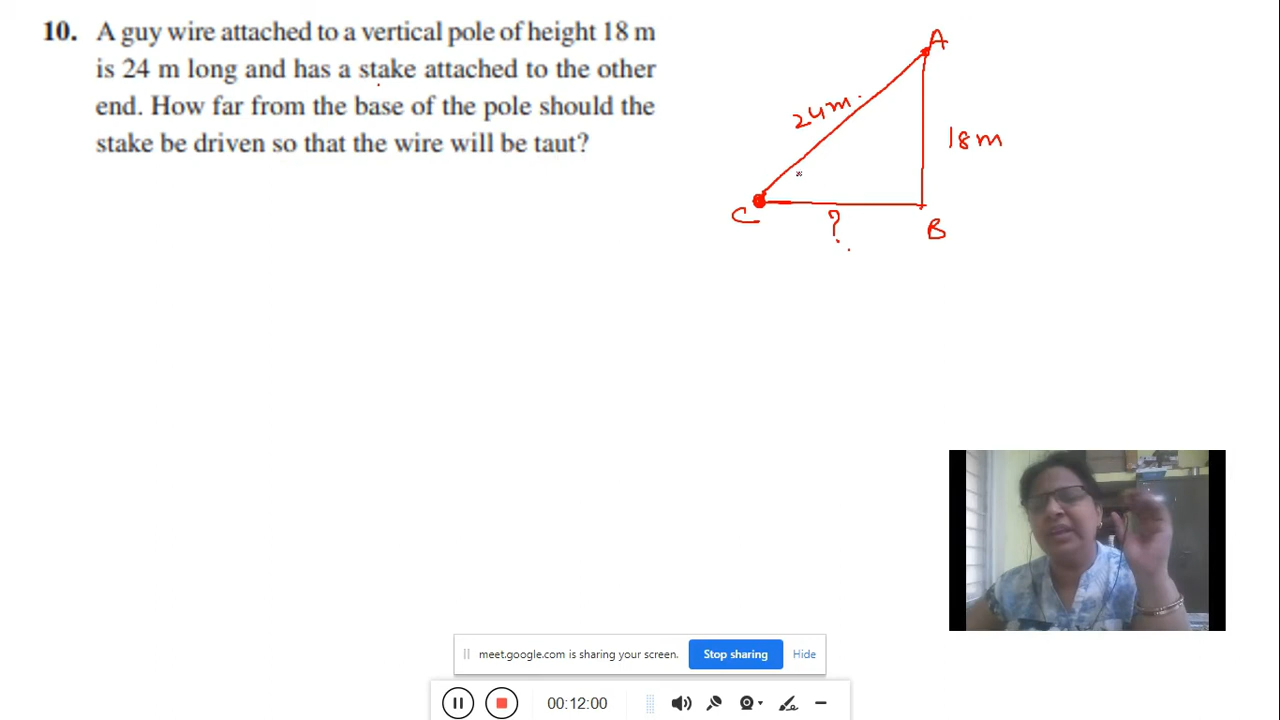 10. A guy wire attached to a vertical pole of height 18 m
is 24 m long and has a stake attached to the other
end. How far from the base of the pole should the
stake be driven so that the wire will be taut?
A
24m.
18m
C
?
B
meet.google.com is sharing your screen.
Stop sharing
Hide
00:12:00